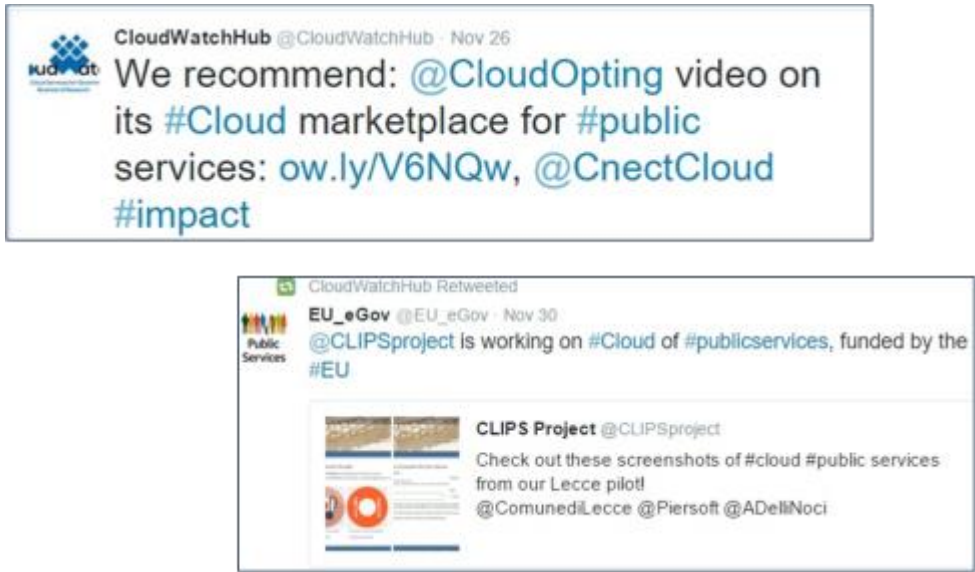 CloudWatchHub @CloudWatchHub · Nov 26
We recommend: @CloudOpting video on
its #Cloud marketplace for #public
services: ow.ly/V6NQw, @CnectCloud
#impact
CloudWatchHub Retweeted
EU_eGov @EU_eGov · Nov 30
Public
Services
@CLIPSproject is working on #Cloud of #publicservices, funded by the
#EU
CLIPS Project @CLIPSproject
Check out these screenshots of #cloud #public services
from our Lecce pilot!
@ComunediLecce @Piersoft @ADelliNoci